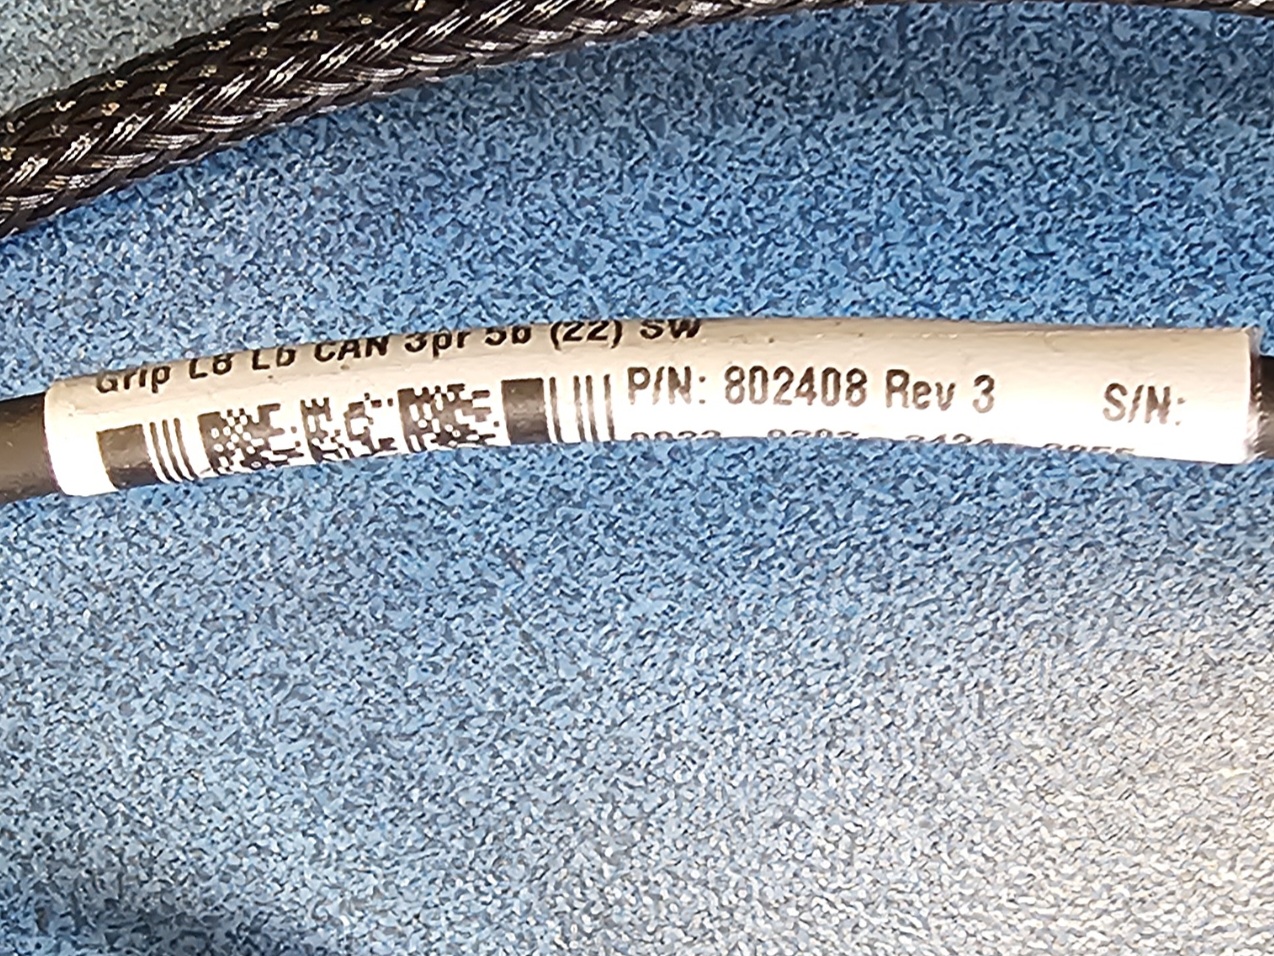 Grip L8 L6 CAN 3pr 56 (22) SW
P/N: 802408 Rev 3 S/N: